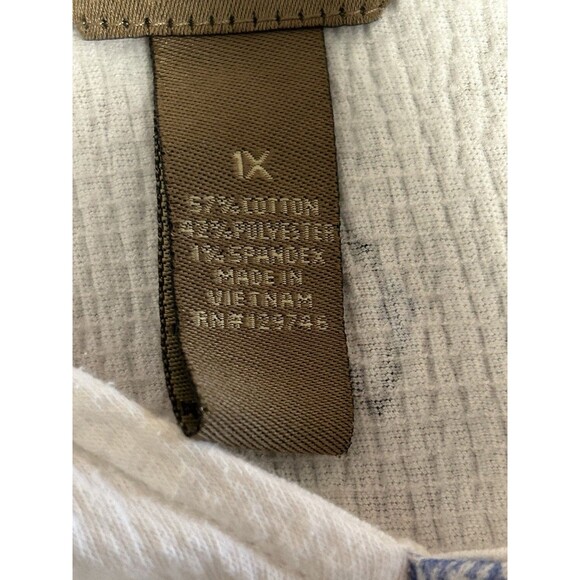 1X
57% COTTON
42% POLYESTER
1% SPANDEX
MADE IN
VIETNAM
RN# 129746